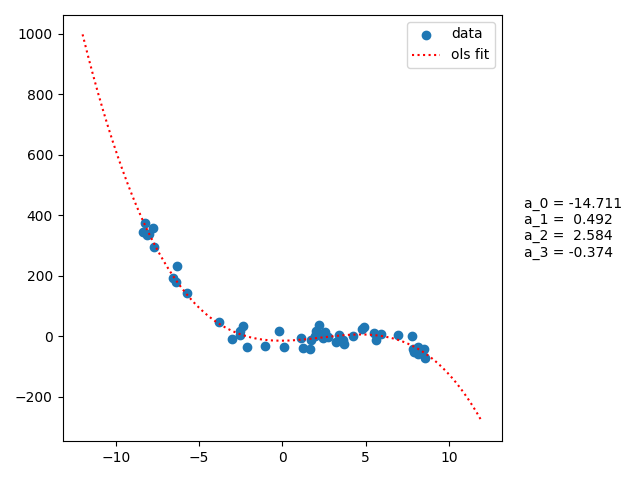 data
ols fit
1000
800
600
400
200
0
−200
−10
−5
0
5
10
a_0 = -14.711
a_1 =  0.492
a_2 =  2.584
a_3 = -0.374